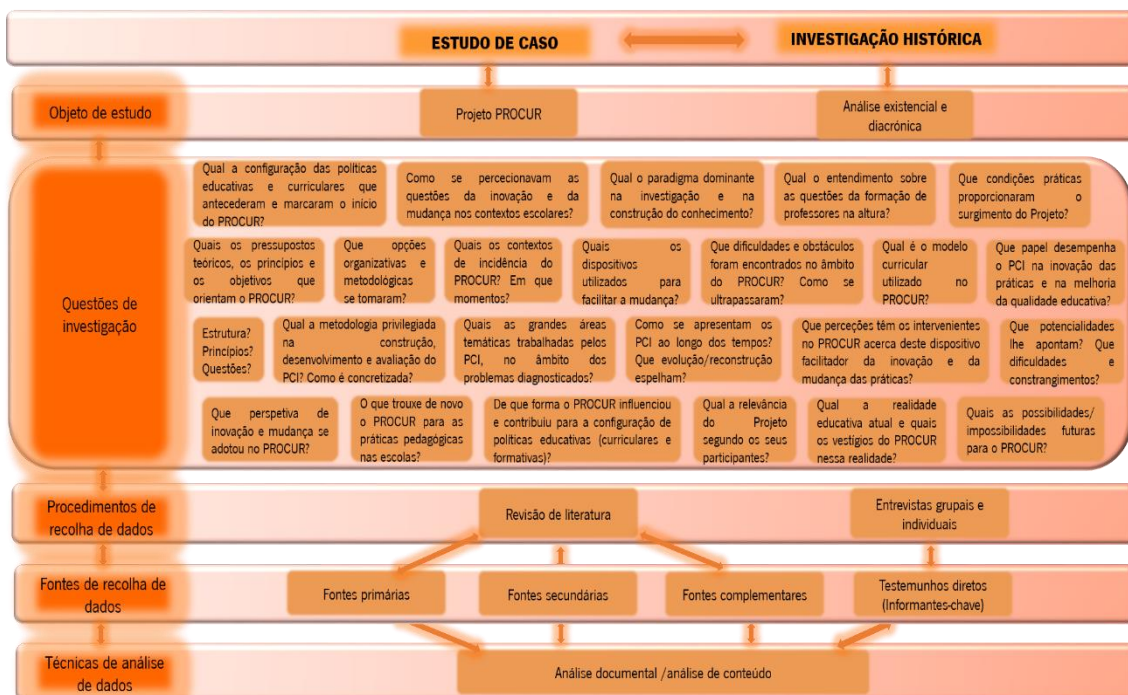 ESTUDO DE CASO
INVESTIGAÇÃO HISTÓRICA
Objeto de estudo
Projeto PROCUR
Análise existencial e
diacrónica
Questões de
investigação
Qual a configuração das políticas
educativas e curriculares que
antecederam e marcaram o início
do PROCUR?
Como se percecionavam as
questões da inovação e da
mudança nos contextos escolares?
Qual o paradigma dominante
na investigação e na
construção do conhecimento?
Qual o entendimento sobre
as questões da formação de
professores na altura?
Que condições práticas
proporcionaram o
surgimento do Projeto?
Quais os pressupostos
teóricos, os princípios e
os objetivos que
orientam o PROCUR?
Que opções
organizativas e
metodológicas
se tomaram?
Quais os contextos
de incidência do
PROCUR? Em que
momentos?
Quais os
dispositivos
utilizados para
facilitar a mudança?
Que dificuldades e obstáculos
foram encontrados no âmbito
do PROCUR? Como se
ultrapassaram?
Qual é o modelo
curricular
utilizado no
PROCUR?
Que papel desempenha
o PCI na inovação das
práticas e na melhoria
da qualidade educativa?
Estrutura?
Princípios?
Questões?
Qual a metodologia privilegiada
na construção,
desenvolvimento e avaliação do
PCI? Como é concretizada?
Quais as grandes áreas
temáticas trabalhadas pelos
PCI, no âmbito dos
problemas diagnosticados?
Como se apresentam os
PCI ao longo dos tempos?
Que evolução/reconstrução
espelham?
Que perceções têm os intervenientes
no PROCUR acerca deste dispositivo
facilitador da inovação e da
mudança das práticas?
Que potencialidades
lhe apontam? Que
dificuldades e
constrangimentos?
Que perspetiva de
inovação e mudança se
adotou no PROCUR?
O que trouxe de novo
o PROCUR para as
práticas pedagógicas
nas escolas?
De que forma o PROCUR influenciou
e contribuiu para a configuração de
políticas educativas (curriculares e
formativas)?
Qual a relevância
do Projeto
segundo os seus
participantes?
Qual a realidade
educativa atual e quais
os vestígios do PROCUR
nessa realidade?
Quais as possibilidades/
impossibilidades futuras
para o PROCUR?
Procedimentos de
recolha de dados
Revisão de literatura
Entrevistas grupais e
individuais
Fontes de recolha de
dados
Fontes primárias
Fontes secundárias
Fontes complementares
Testemunhos diretos
(Informantes-chave)
Técnicas de análise
de dados
Análise documental /análise de conteúdo